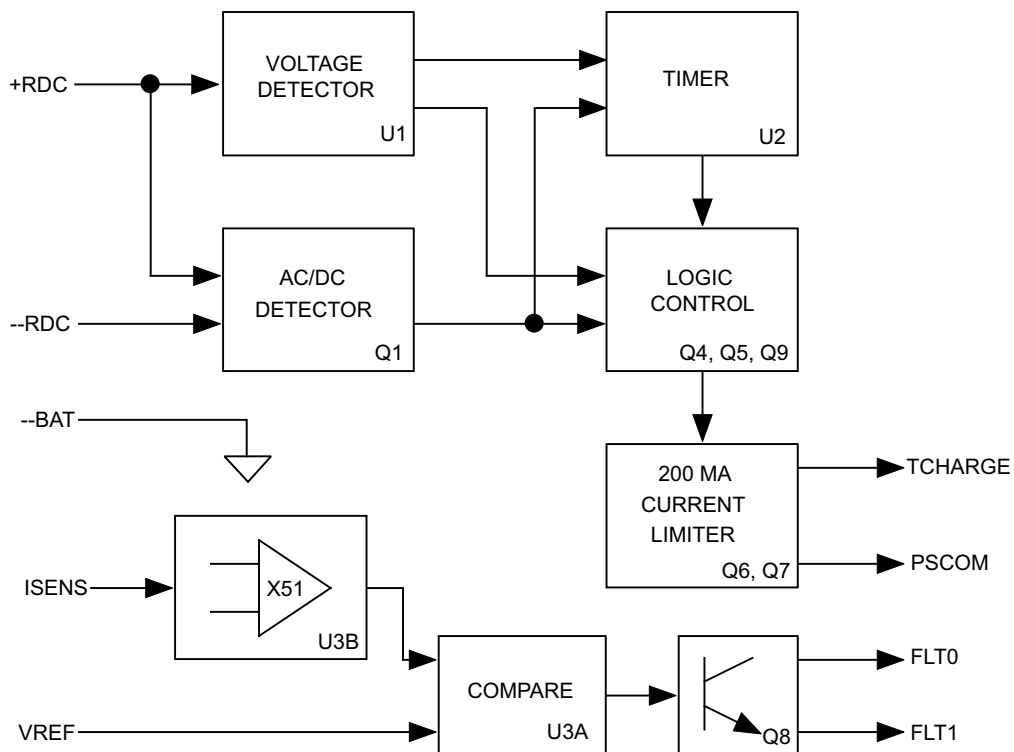 +RDC
VOLTAGE
DETECTOR
U1
TIMER
U2
--RDC
AC/DC
DETECTOR
Q1
LOGIC
CONTROL
Q4, Q5, Q9
--BAT
200 MA
CURRENT
LIMITER
Q6, Q7
TCHARGE
PSCOM
ISENS
X51
U3B
VREF
COMPARE
U3A
Q8
FLT0
FLT1